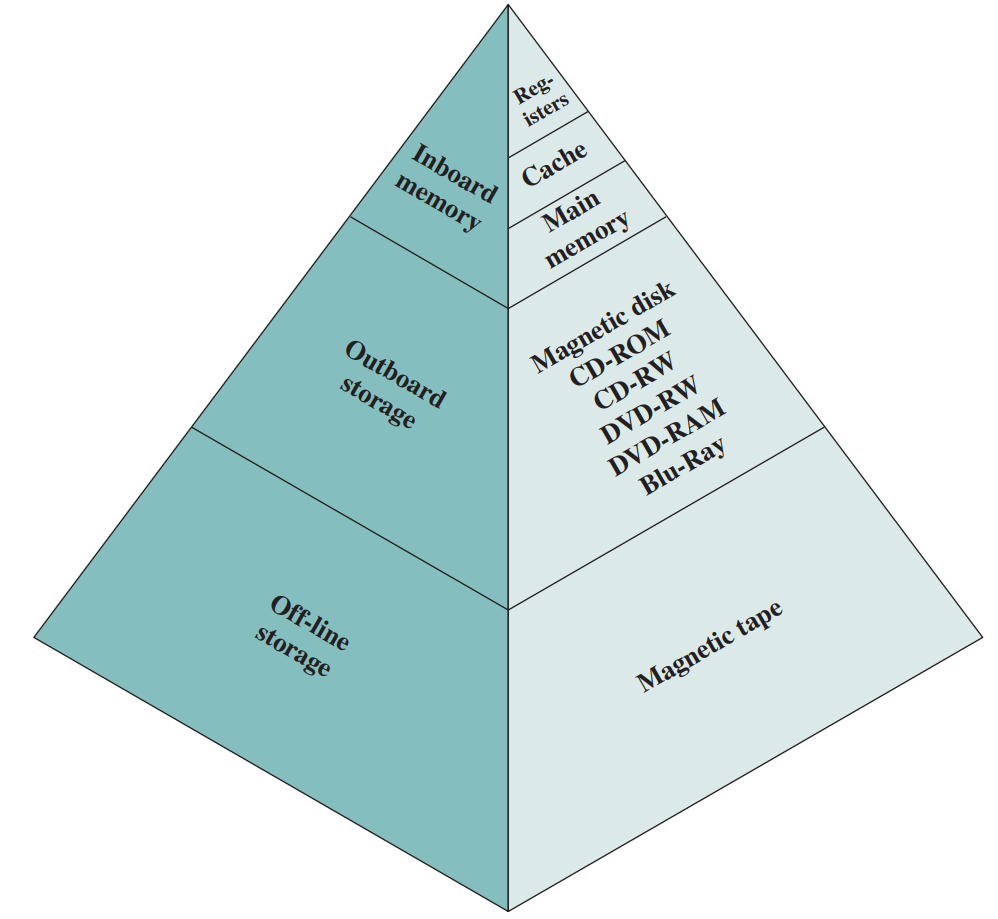 Inboard
memory
Reg-
isters
Cache
Main
memory
Outboard
storage
Magnetic disk
CD-ROM
CD-RW
DVD-RW
DVD-RAM
Blu-Ray
Off-line
storage
Magnetic tape